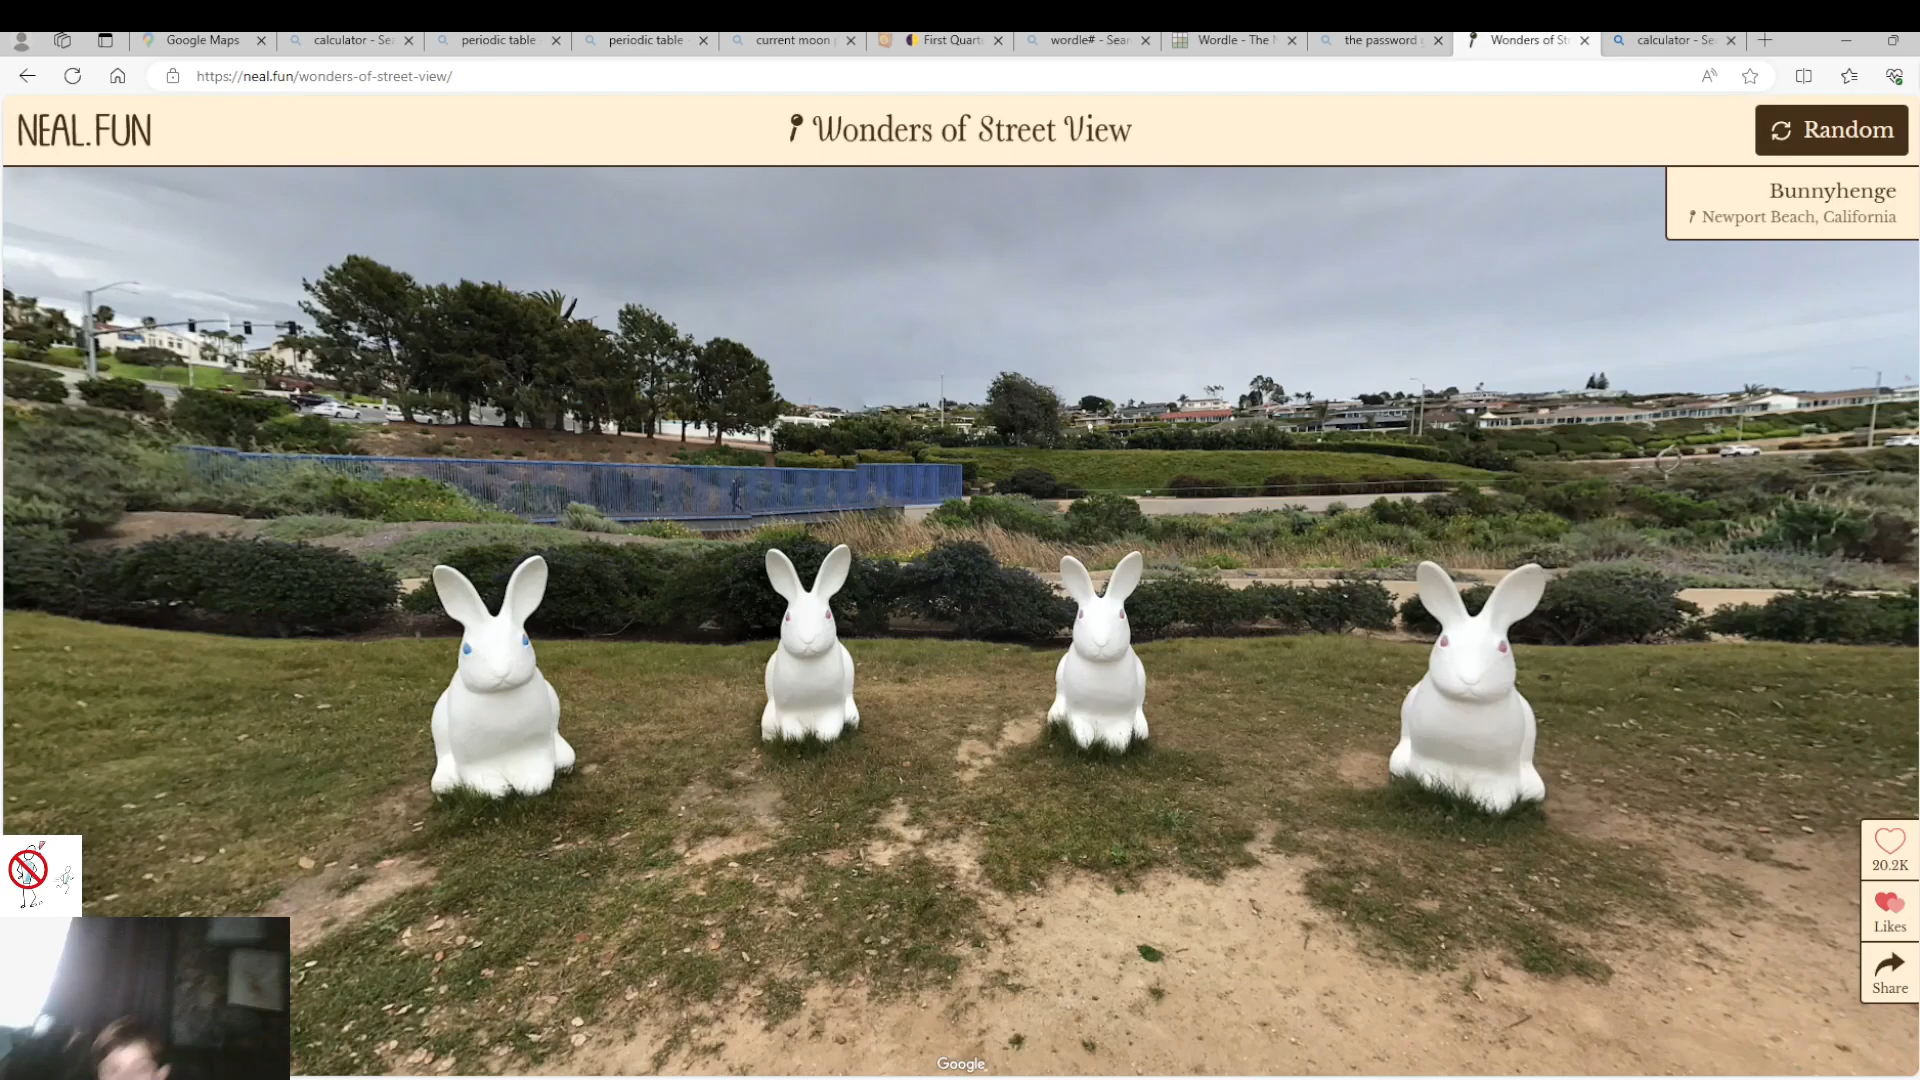 Google Maps
calculator - Sea
periodic table
periodic table
current moon p
First Quart
wordle# - Sear
Wordle - The N
the password g
Wonders of Str
calculator - Se
https://neal.fun/wonders-of-street-view/
NEAL.FUN
Wonders of Street View
Random
Bunnyhenge
Newport Beach, California
20.2K
Likes
Share
Google